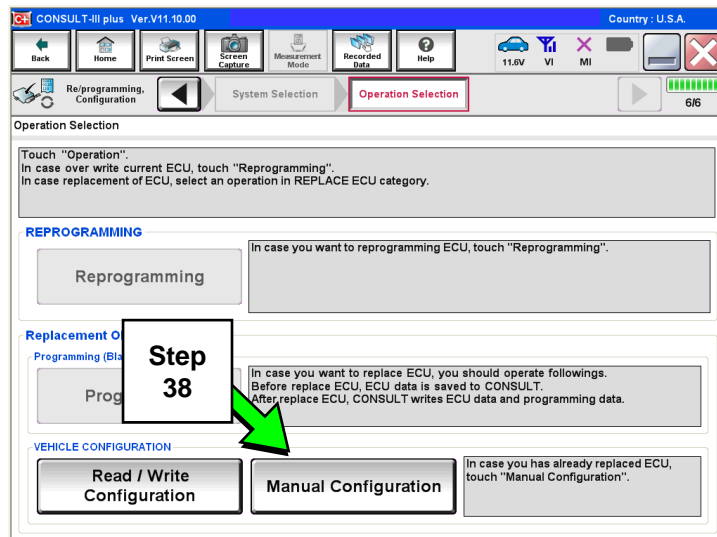 C+ CONSULT-III plus Ver.V11.10.00
Country : U.S.A.
Back
Home
Print Screen
Screen
Capture
Measurement
Mode
Recorded
Data
Help
11.6V
VI
MI
Re/programming,
Configuration
System Selection
Operation Selection
6/6
Operation Selection
Touch "Operation".
In case over write current ECU, touch "Reprogramming".
In case replacement of ECU, select an operation in REPLACE ECU category.
REPROGRAMMING
Reprogramming
In case you want to reprogramming ECU, touch "Reprogramming".
Replacement O
Programming (Bla
Step
38
Prog
In case you want to replace ECU, you should operate followings.
Before replace ECU, ECU data is saved to CONSULT.
After replace ECU, CONSULT writes ECU data and programming data.
VEHICLE CONFIGURATION
Read / Write
Configuration
Manual Configuration
In case you has already replaced ECU,
touch "Manual Configuration".